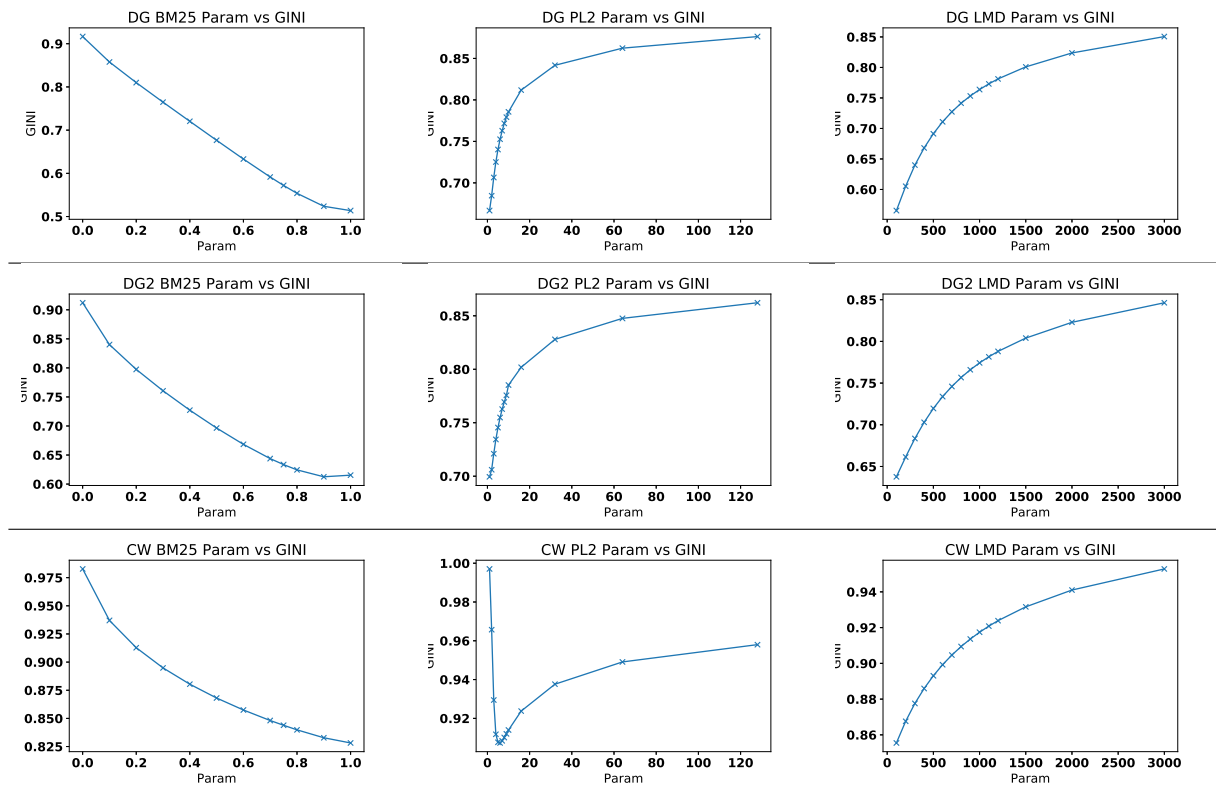 DG BM25 Param vs GINI
GINI
0.9
0.8
0.7
0.6
0.5
0.0 0.2 0.4 0.6 0.8 1.0
Param
DG PL2 Param vs GINI
GINI
0.85
0.80
0.75
0.70
0 20 40 60 80 100 120
Param
DG LMD Param vs GINI
GINI
0.85
0.80
0.75
0.70
0.65
0.60
0 500 1000 1500 2000 2500 3000
Param
DG2 BM25 Param vs GINI
GINI
0.90
0.85
0.80
0.75
0.70
0.65
0.60
0.0 0.2 0.4 0.6 0.8 1.0
Param
DG2 PL2 Param vs GINI
GINI
0.85
0.80
0.75
0.70
0 20 40 60 80 100 120
Param
DG2 LMD Param vs GINI
GINI
0.85
0.80
0.75
0.70
0.65
0 500 1000 1500 2000 2500 3000
Param
CW BM25 Param vs GINI
0.975
0.950
0.925
0.900
0.875
0.850
0.825
0.0 0.2 0.4 0.6 0.8 1.0
Param
CW PL2 Param vs GINI
GINI
1.00
0.98
0.96
0.94
0.92
0 20 40 60 80 100 120
Param
CW LMD Param vs GINI
GINI
0.94
0.92
0.90
0.88
0.86
0 500 1000 1500 2000 2500 3000
Param